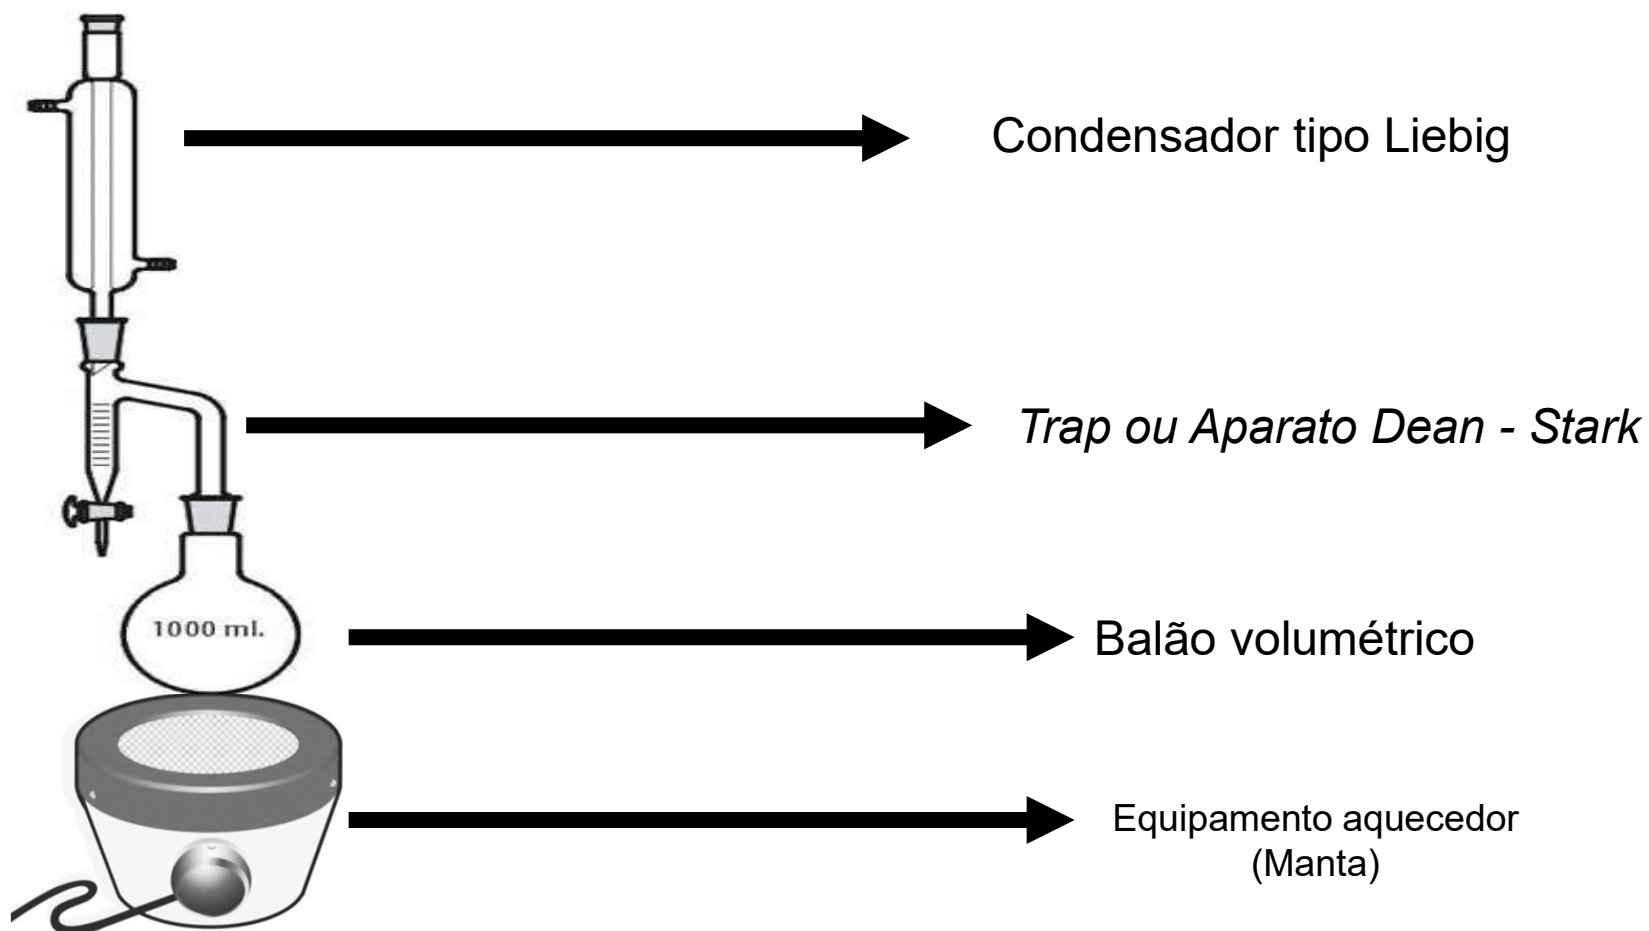 Condensador tipo Liebig
Trap ou Aparato Dean - Stark
1000 ml.
Balão volumétrico
Equipamento aquecedor
(Manta)